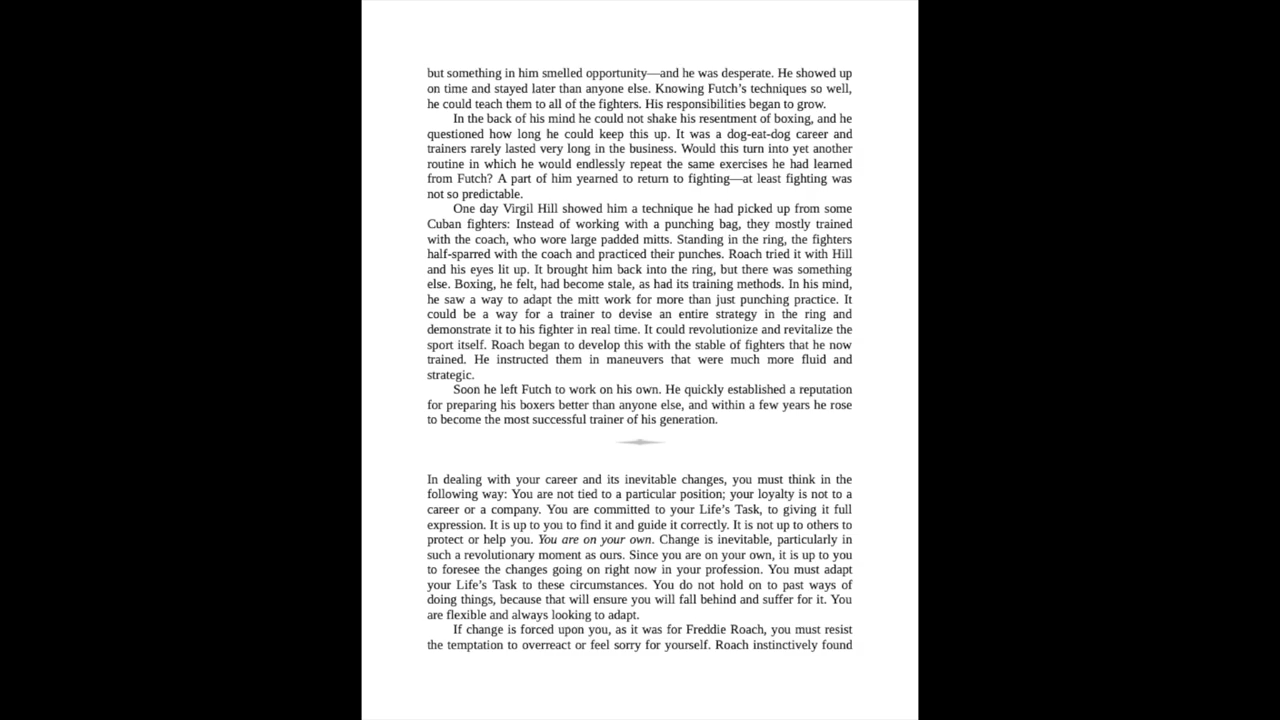 but something in him smelled opportunity—and he was desperate. He showed up
on time and stayed later than anyone else. Knowing Futch’s techniques so well,
he could teach them to all of the fighters. His responsibilities began to grow.
In the back of his mind he could not shake his resentment of boxing, and he
questioned how long he could keep this up. It was a dog-eat-dog career and
trainers rarely lasted very long in the business. Would this turn into yet another
routine in which he would endlessly repeat the same exercises he had learned
from Futch? A part of him yearned to return to fighting—at least fighting was
not so predictable.
One day Virgil Hill showed him a technique he had picked up from some
Cuban fighters: Instead of working with a punching bag, they mostly trained
with the coach, who wore large padded mitts. Standing in the ring, the fighters
half-sparred with the coach and practiced their punches. Roach tried it with Hill
and his eyes lit up. It brought him back into the ring, but there was something
else. Boxing, he felt, had become stale, as had its training methods. In his mind,
he saw a way to adapt the mitt work for more than just punching practice. It
could be a way for a trainer to devise an entire strategy in the ring and
demonstrate it to his fighter in real time. It could revolutionize and revitalize the
sport itself. Roach began to develop this with the stable of fighters that he now
trained. He instructed them in maneuvers that were much more fluid and
strategic.
Soon he left Futch to work on his own. He quickly established a reputation
for preparing his boxers better than anyone else, and within a few years he rose
to become the most successful trainer of his generation.
In dealing with your career and its inevitable changes, you must think in the
following way: You are not tied to a particular position; your loyalty is not to a
career or a company. You are committed to your Life’s Task, to giving it full
expression. It is up to you to find it and guide it correctly. It is not up to others to
protect or help you. You are on your own. Change is inevitable, particularly in
such a revolutionary moment as ours. Since you are on your own, it is up to you
to foresee the changes going on right now in your profession. You must adapt
your Life’s Task to these circumstances. You do not hold on to past ways of
doing things, because that will ensure you will fall behind and suffer for it. You
are flexible and always looking to adapt.
If change is forced upon you, as it was for Freddie Roach, you must resist
the temptation to overreact or feel sorry for yourself. Roach instinctively found